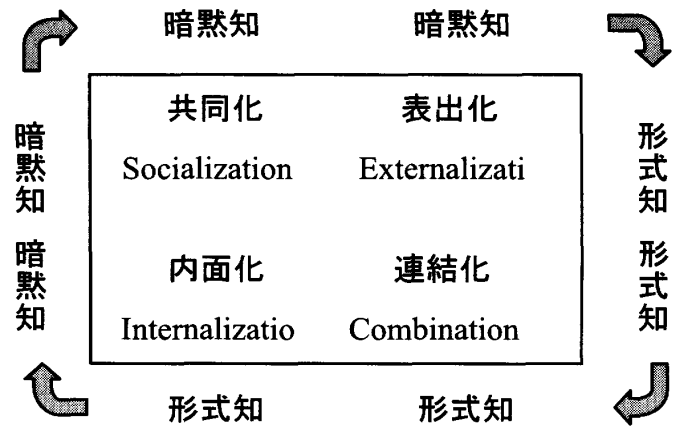 暗黙知 暗黙知
共同化 表出化
Socialization Externalizati
暗黙知
形式知
内面化 連結化
Internalizatio Combination
暗黙知
形式知
形式知 形式知